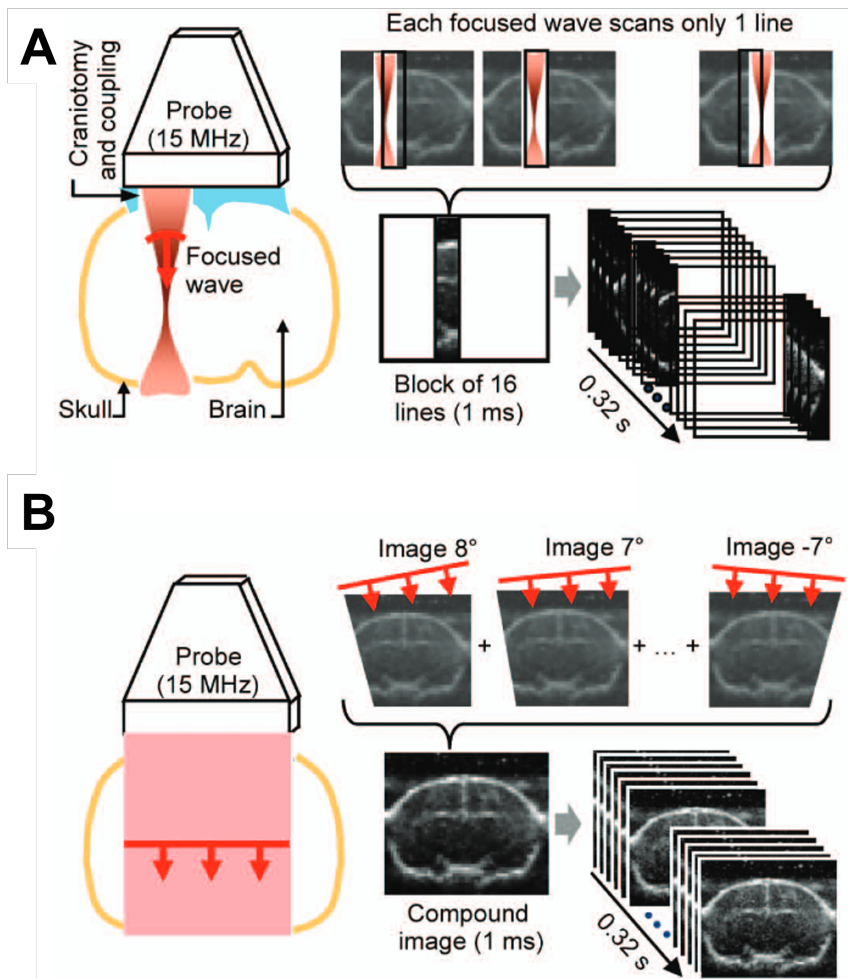 A
Craniotomy
and coupling
Probe
(15 MHz)
Focused
wave
Skull
Brain
Each focused wave scans only 1 line
Block of 16
lines (1 ms)
0.32 s
B
Probe
(15 MHz)
Image 8°
Image 7°
Image -7°
+
+ ... +
Compound
image (1 ms)
0.32 s